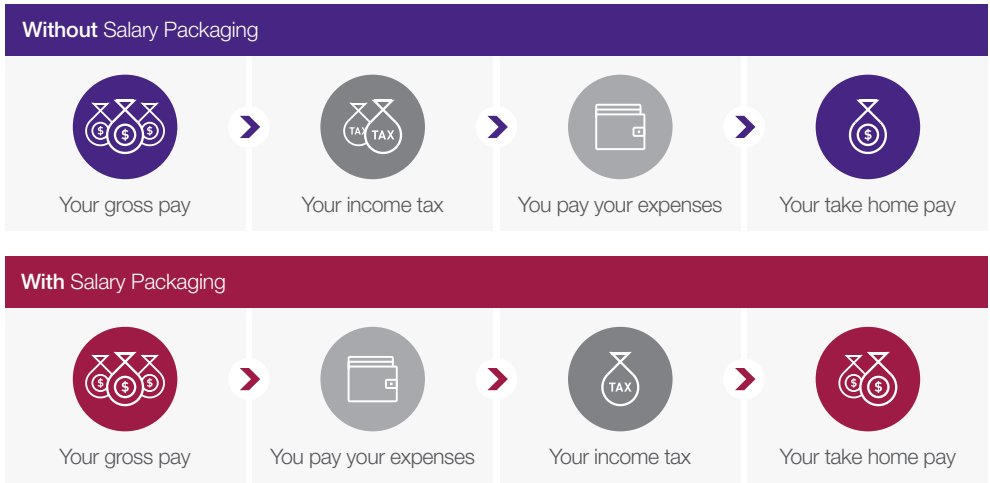 Without Salary Packaging
$ $ $
TAX TAX
$
Your gross pay
Your income tax
You pay your expenses
Your take home pay
With Salary Packaging
$ $ $
TAX
$ $
Your gross pay
You pay your expenses
Your income tax
Your take home pay